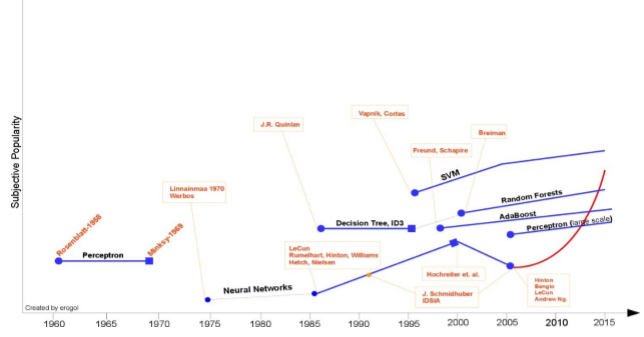 Vapnik, Cortes
J.R. Quinlan
Breiman
Freund, Schapire
SVM
Linnainmaa 1970
Werbos
Random Forests
AdaBoost
Rosenblatt-1958
Minksy-1969
Decision Tree, ID3
Perceptron (large scale)
Perceptron
LeCun
Rumelhart, Hinton, Williams
Hetch, Nielsen
Hochreiter et. al.
Neural Networks
J. Schmidhuber
IDSIA
Hinton
Bengio
LeCun
Andrew Ng.
Subjective Popularity
Created by erogol
1960 1965 1970 1975 1980 1985 1990 1995 2000 2005 2010 2015